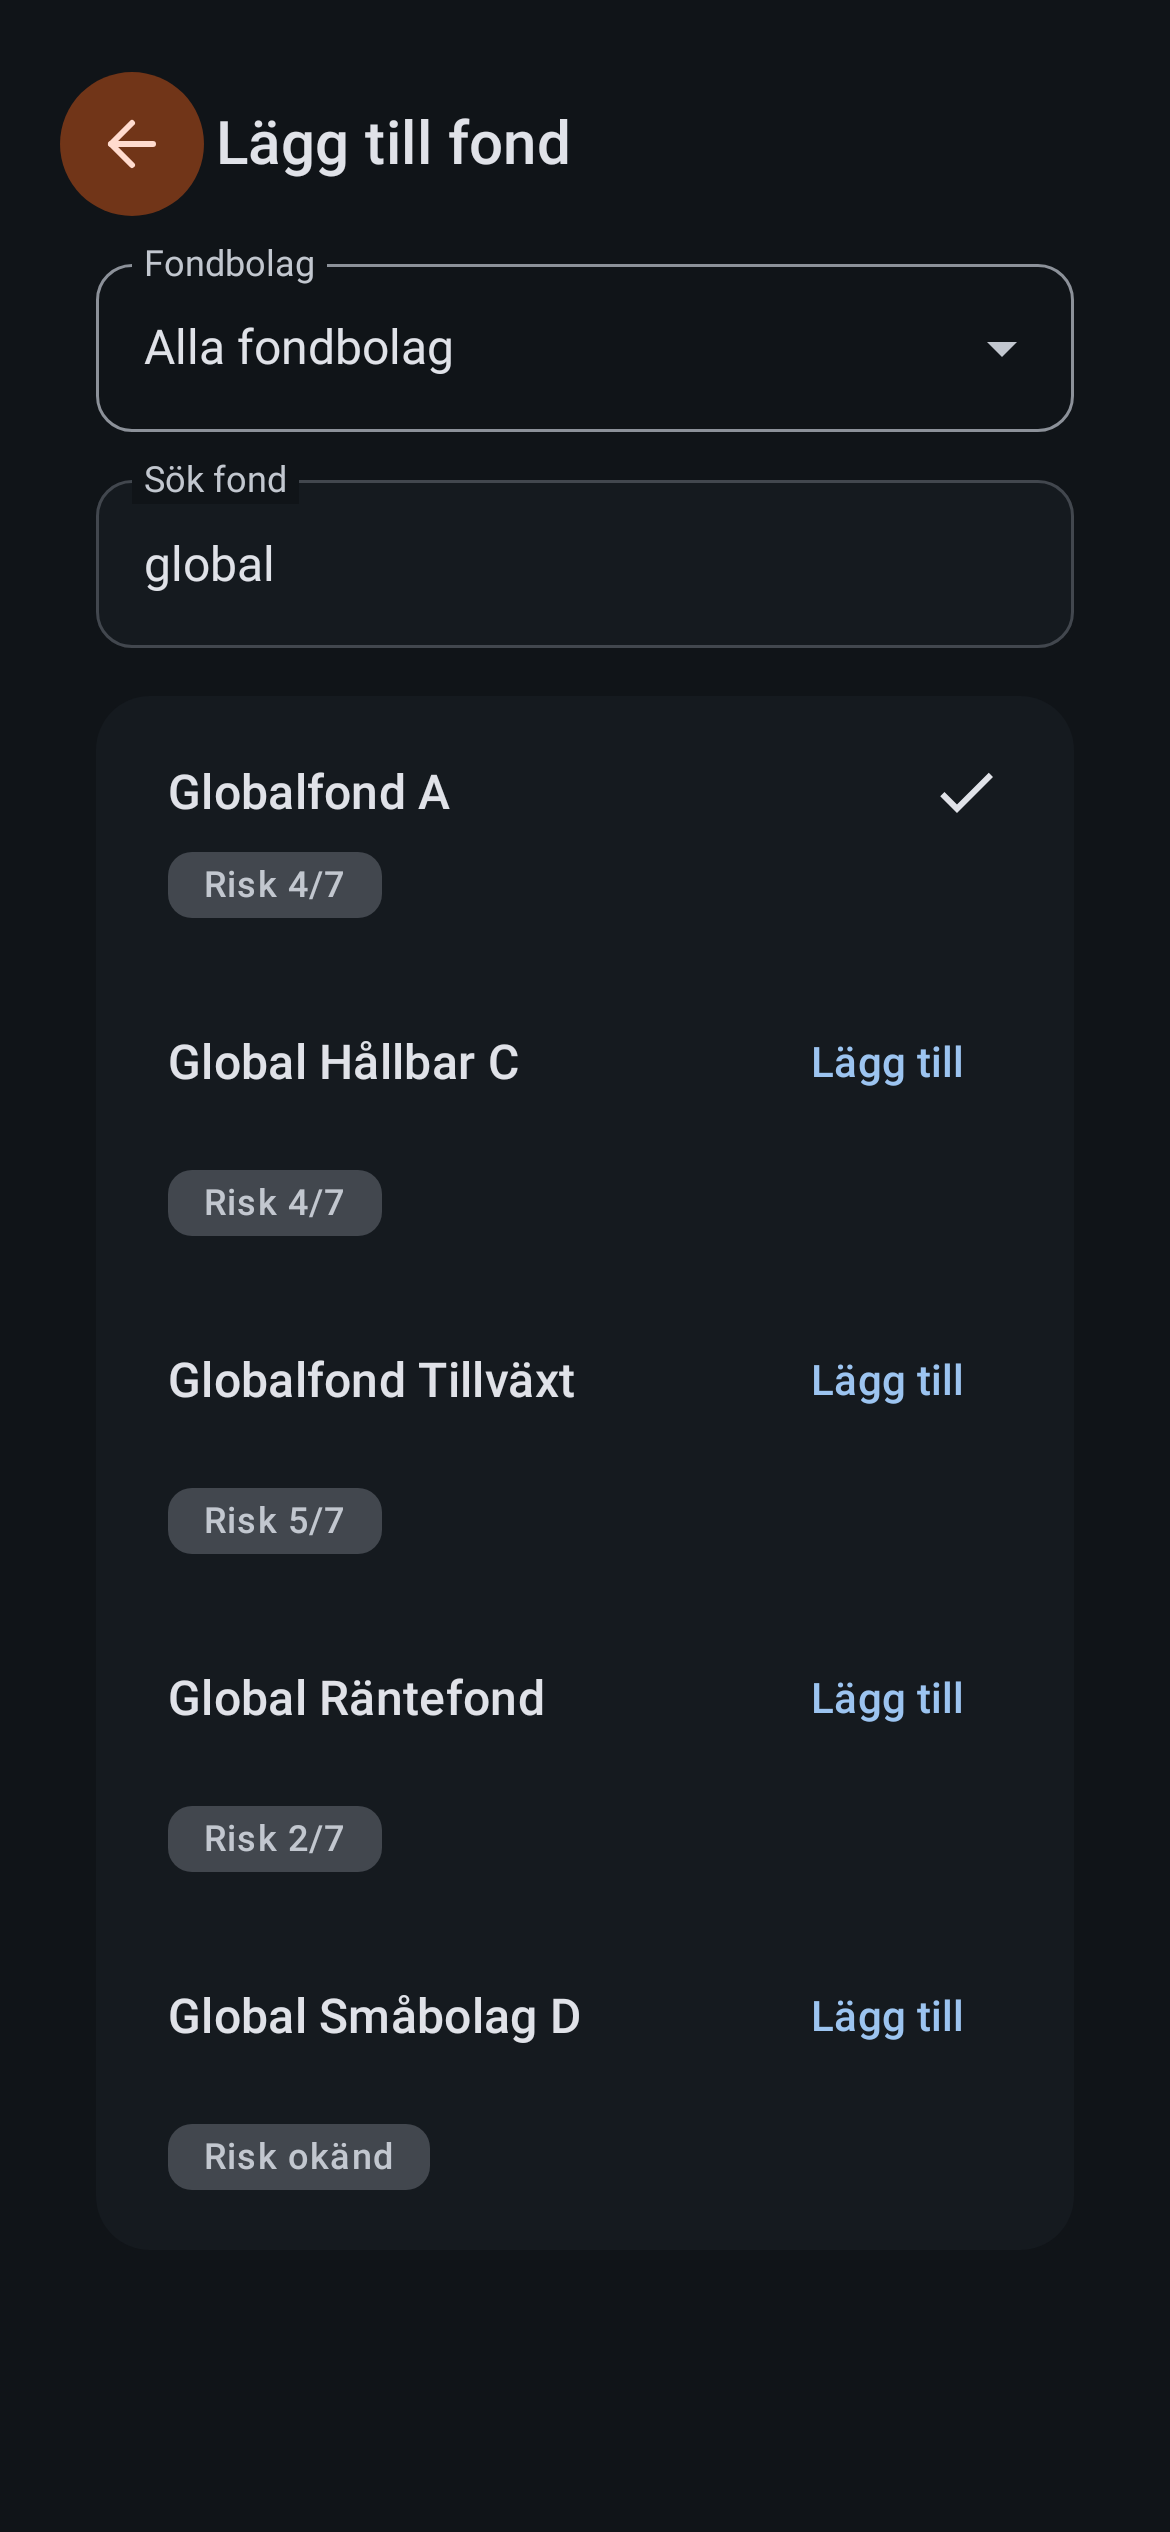 Lägg till fond
Fondbolag
Alla fondbolag
Sök fond
global
Globalfond A
Risk 4/7
Global Hållbar C
Lägg till
Risk 4/7
Globalfond Tillväxt
Lägg till
Risk 5/7
Global Räntefond
Lägg till
Risk 2/7
Global Småbolag D
Lägg till
Risk okänd